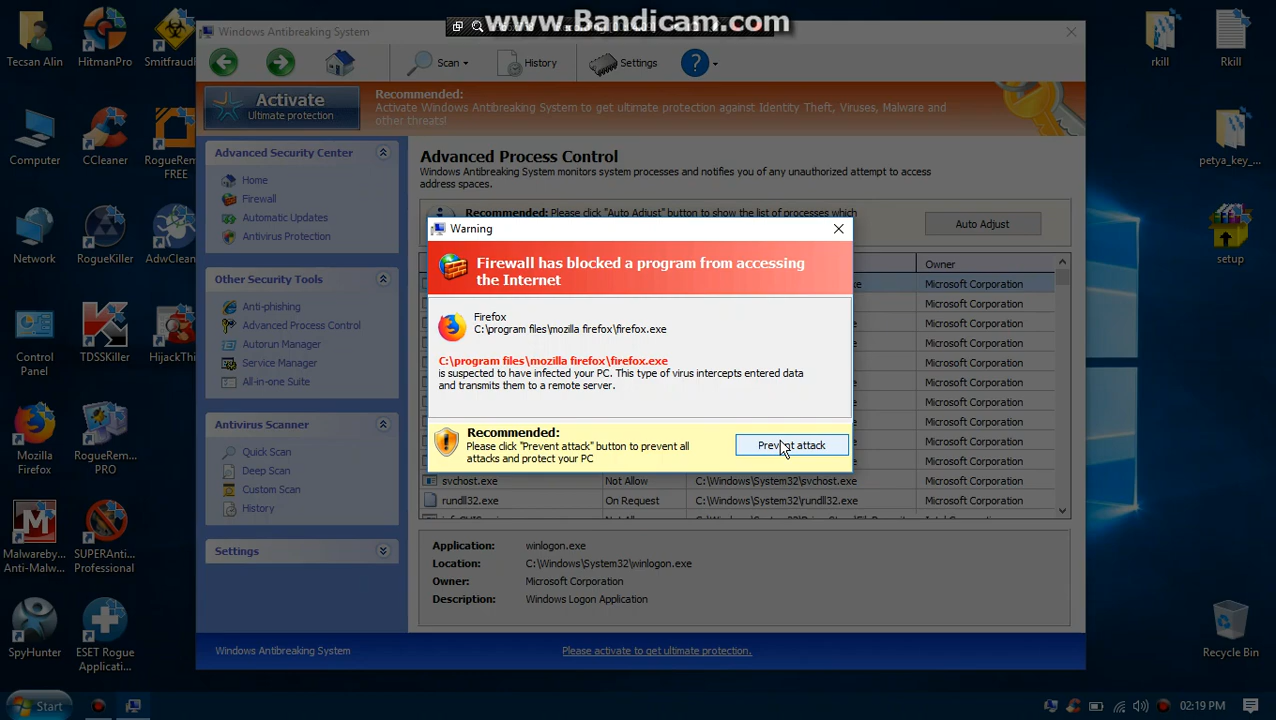 www.Bandicam.com
Tecsan Alin
HitmanPro
Smitfraudl
Computer
CCleaner
RogueRem
FREE
Network
RogueKiller
AdwClean
Control
Panel
TDSSKiller
HijackThi
Mozilla
Firefox
RogueRem...
PRO
Malwareby...
Anti-Malw...
SUPERAnti...
Professional
SpyHunter
ESET Rogue
Applicati...
Windows Antibreaking System
Scan
History
Settings
?
Activate
Ultimate protection
Recommended:
Activate Windows Antibreaking System to get ultimate protection against Identity Theft, Viruses, Malware and
other threats!
Advanced Security Center
Home
Firewall
Automatic Updates
Antivirus Protection
Other Security Tools
Anti-phishing
Advanced Process Control
Autorun Manager
Service Manager
All-in-one Suite
Antivirus Scanner
Quick Scan
Deep Scan
Custom Scan
History
Settings
Advanced Process Control
Windows Antibreaking System monitors system processes and notifies you of any unauthorized attempt to access
address spaces.
Recommended: Please click "Auto Adjust" button to show the list of processes which
Auto Adjust
Owner
Microsoft Corporation
Microsoft Corporation
Microsoft Corporation
Microsoft Corporation
Microsoft Corporation
Microsoft Corporation
Microsoft Corporation
Microsoft Corporation
Microsoft Corporation
Microsoft Corporation
svchost.exe Not Allow C:\Windows\System32\svchost.exe Microsoft Corporation
rundll32.exe On Request C:\Windows\System32\rundll32.exe Microsoft Corporation
Warning
Firewall has blocked a program from accessing
the Internet
Firefox
C:\program files\mozilla firefox\firefox.exe
C:\program files\mozilla firefox\firefox.exe
is suspected to have infected your PC. This type of virus intercepts entered data
and transmits them to a remote server.
Recommended:
Please click "Prevent attack" button to prevent all
attacks and protect your PC
Prevent attack
Application: winlogon.exe
Location: C:\Windows\System32\winlogon.exe
Owner: Microsoft Corporation
Description: Windows Logon Application
Windows Antibreaking System
Please activate to get ultimate protection.
rkill
Rkill
petya_key_...
setup
Recycle Bin
Start
02:19 PM